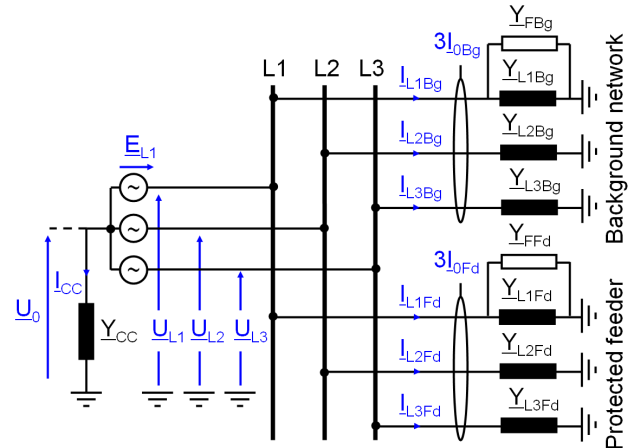 Y_FBg
3I_0Bg
L1 L2 L3
I_L1Bg
Y_L1Bg
I_L2Bg
Y_L2Bg
E_L1
I_L3Bg
Y_L3Bg
Background network
~
~
~
Y_FFd
3I_0Fd
I_CC
I_L1Fd
Y_L1Fd
U_0
Y_CC
U_L1
U_L2
U_L3
I_L2Fd
Y_L2Fd
I_L3Fd
Y_L3Fd
Protected feeder